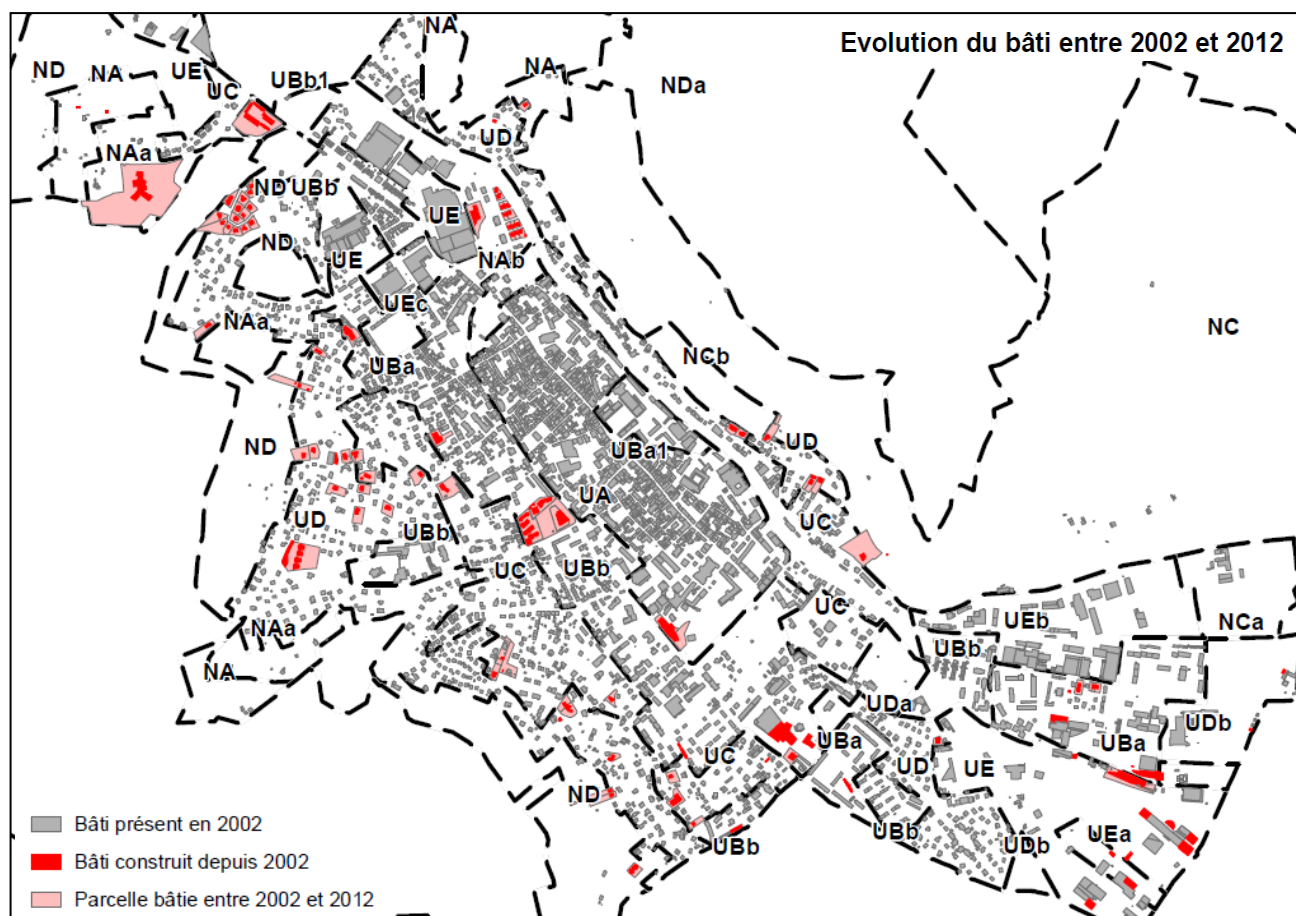 Evolution du bâti entre 2002 et 2012
NA
ND
NA
UE
UBb1
NA
NDa
UC
UD
NAa
ND
UBb
UE
ND
UE
NAb
UEc
NAa
NC
NCb
UBa
ND
UD
UBa1
UA
UD
UC
UBb
UC
UBb
UC
UEb
NCa
NAa
UBb
NA
UDa
UDb
UBa
UBa
UC
UD
UE
ND
UBb
UDb
UEa
UBb
Bâti présent en 2002
Bâti construit depuis 2002
Parcelle bâtie entre 2002 et 2012